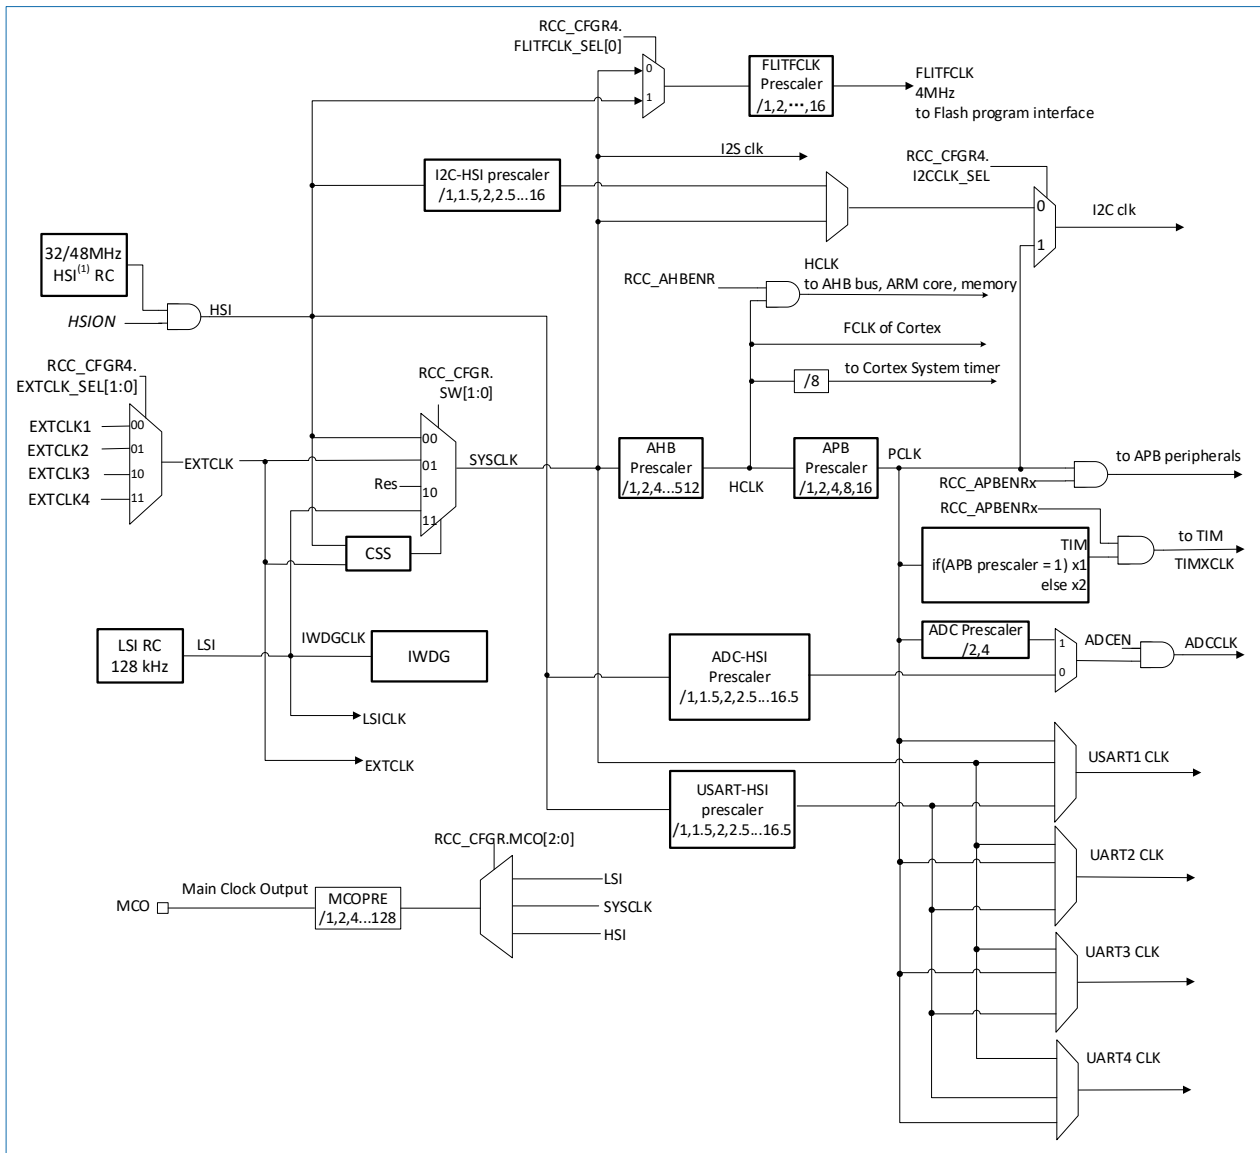 RCC_CFGR4.
FLITFCLK_SEL[0]
0
1
FLITFCLK
Prescaler
/1,2,···,16
FLITFCLK
4MHz
to Flash program interface
I2S clk
I2C-HSI prescaler
/1,1.5,2,2.5...16
RCC_CFGR4.
I2CCLK_SEL
0
1
I2C clk
32/48MHz
HSI(1) RC
HSION
HSI
RCC_AHBENR
HCLK
to AHB bus, ARM core, memory
FCLK of Cortex
/8
to Cortex System timer
RCC_CFGR4.
EXTCLK_SEL[1:0]
EXTCLK1
EXTCLK2
EXTCLK3
EXTCLK4
00
01
10
11
EXTCLK
RCC_CFGR.
SW[1:0]
00
01
Res
10
11
CSS
SYSCLK
AHB
Prescaler
/1,2,4...512
HCLK
APB
Prescaler
/1,2,4,8,16
PCLK
to APB peripherals
RCC_APBENRx
RCC_APBENRx
TIM
if(APB prescaler = 1) x1
else x2
to TIM
TIMXCLK
LSI RC
128 kHz
LSI
IWDGCLK
IWDG
LSICLK
EXTCLK
ADC Prescaler
/2,4
1
0
ADCEN
ADCCLK
ADC-HSI
Prescaler
/1,1.5,2,2.5...16.5
USART-HSI
prescaler
/1,1.5,2,2.5...16.5
USART1 CLK
UART2 CLK
UART3 CLK
UART4 CLK
RCC_CFGR.MCO[2:0]
LSI
SYSCLK
HSI
MCO
Main Clock Output
MCOPRE
/1,2,4...128